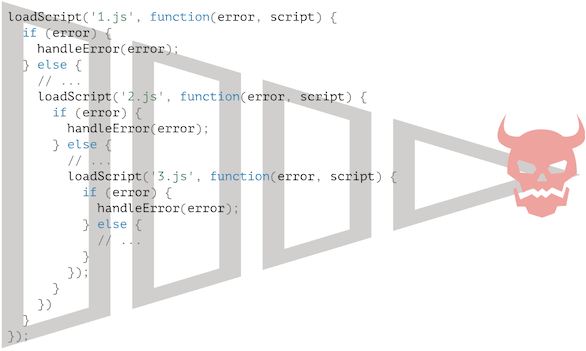 loadScript('1.js', function(error, script) {
  if (error) {
    handleError(error);
  } else {
    // ...
    loadScript('2.js', function(error, script) {
      if (error) {
        handleError(error);
      } else {
        // ...
        loadScript('3.js', function(error, script) {
          if (error) {
            handleError(error);
          } else {
            // ...
          }
        });
      }
    })
  }
});